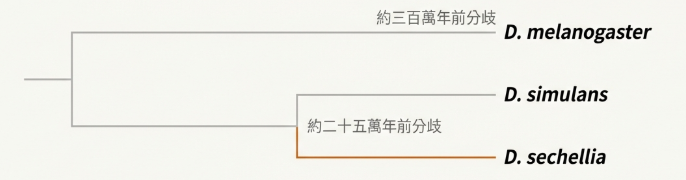 約三百萬年前分歧
D. melanogaster
D. simulans
約二十五萬年前分歧
D. sechellia